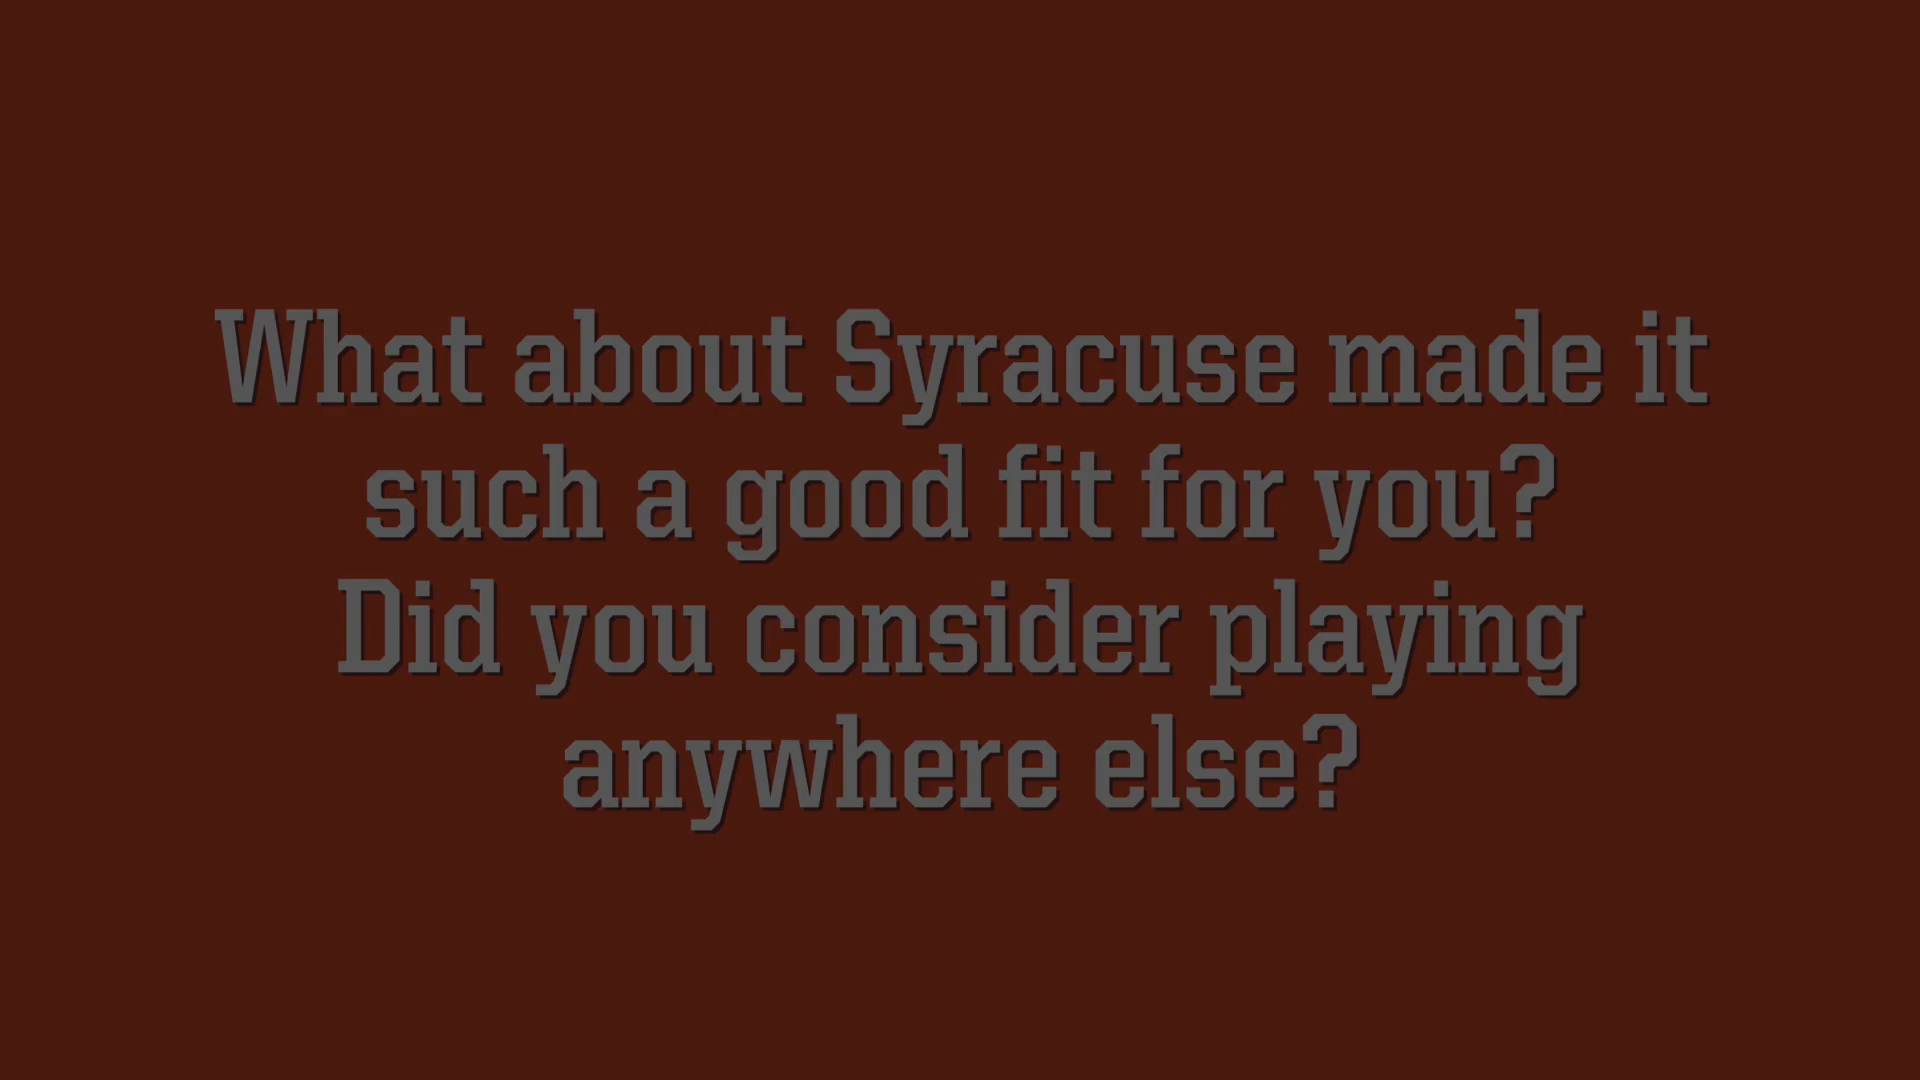 What about Syracuse made it
such a good fit for you?
Did you consider playing
anywhere else?